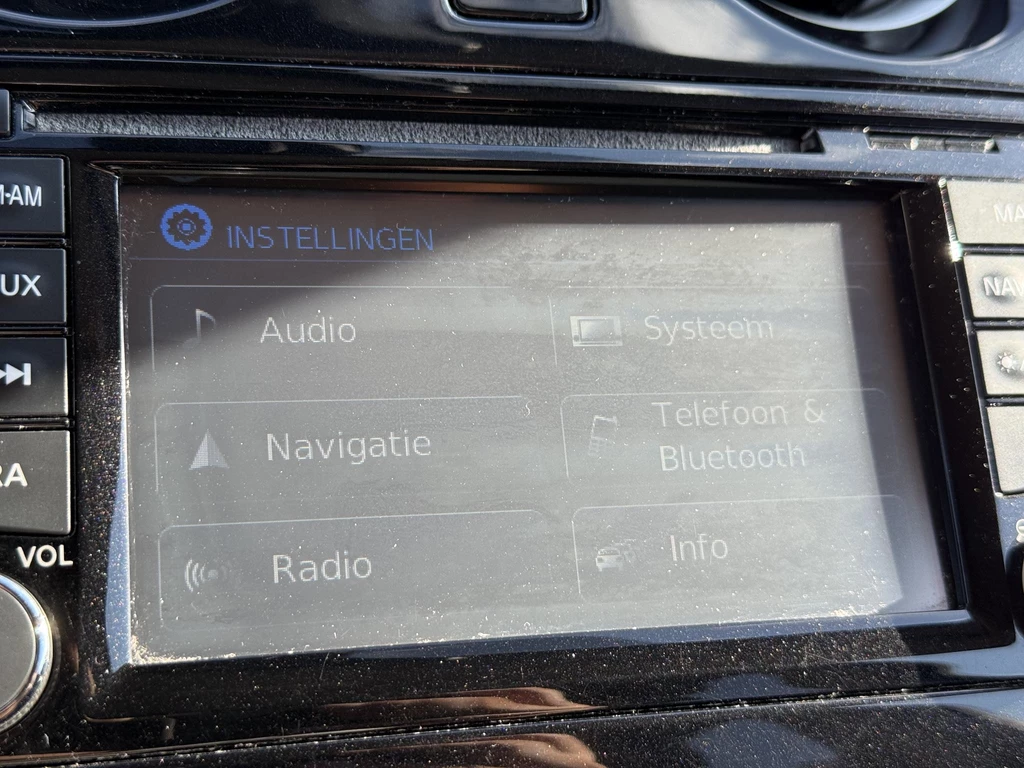 INSTELLINGEN
Audio
Systeem
Navigatie
Telefoon &
Bluetooth
Radio
Info
VOL